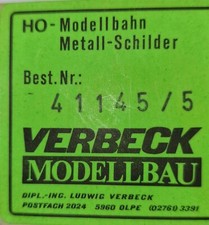 HO-Modellbahn
Metall-Schilder
Best.Nr.:
41145/5
VERBECK
MODELLBAU
DIPL.-ING. LUDWIG VERBECK
POSTFACH 2024 5960 OLPE (02761) 339